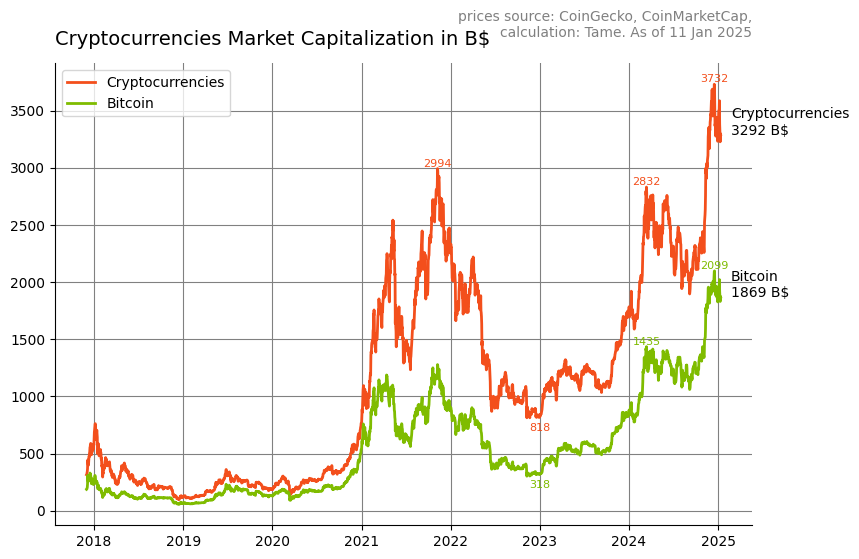 prices source: CoinGecko, CoinMarketCap,
calculation: Tame. As of 11 Jan 2025
Cryptocurrencies Market Capitalization in B$
Cryptocurrencies
Bitcoin
3732
Cryptocurrencies
3292 B$
2994
2832
2099
Bitcoin
1869 B$
1435
818
318
3500
3000
2500
2000
1500
1000
500
0
2018 2019 2020 2021 2022 2023 2024 2025